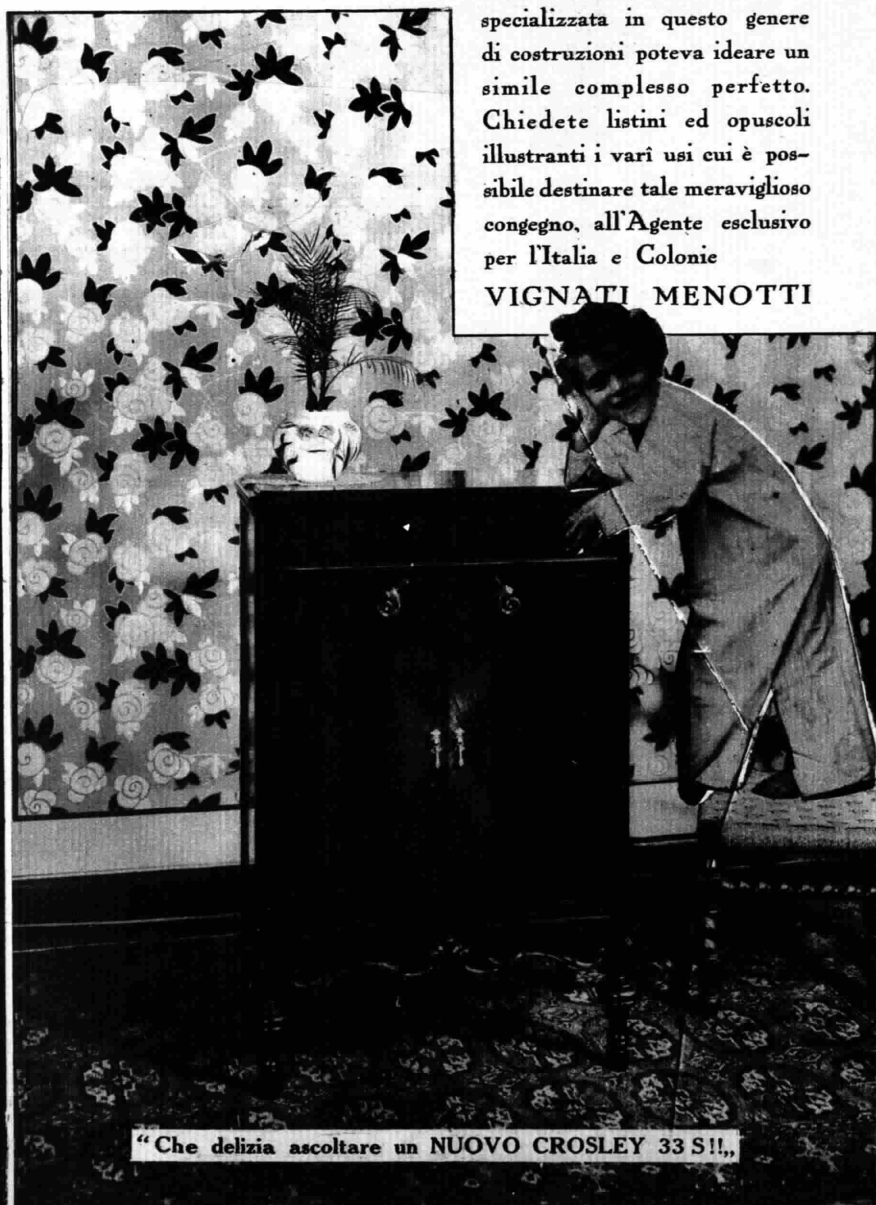 specializzata in questo genere
di costruzioni poteva ideare un
simile complesso perfetto.
Chiedete listini ed opuscoli
illustranti i varî usi cui è pos-
sibile destinare tale meraviglioso
congegno, all'Agente esclusivo
per l'Italia e Colonie
VIGNATI MENOTTI
“Che delizia ascoltare un NUOVO CROSLEY 33 S!!„